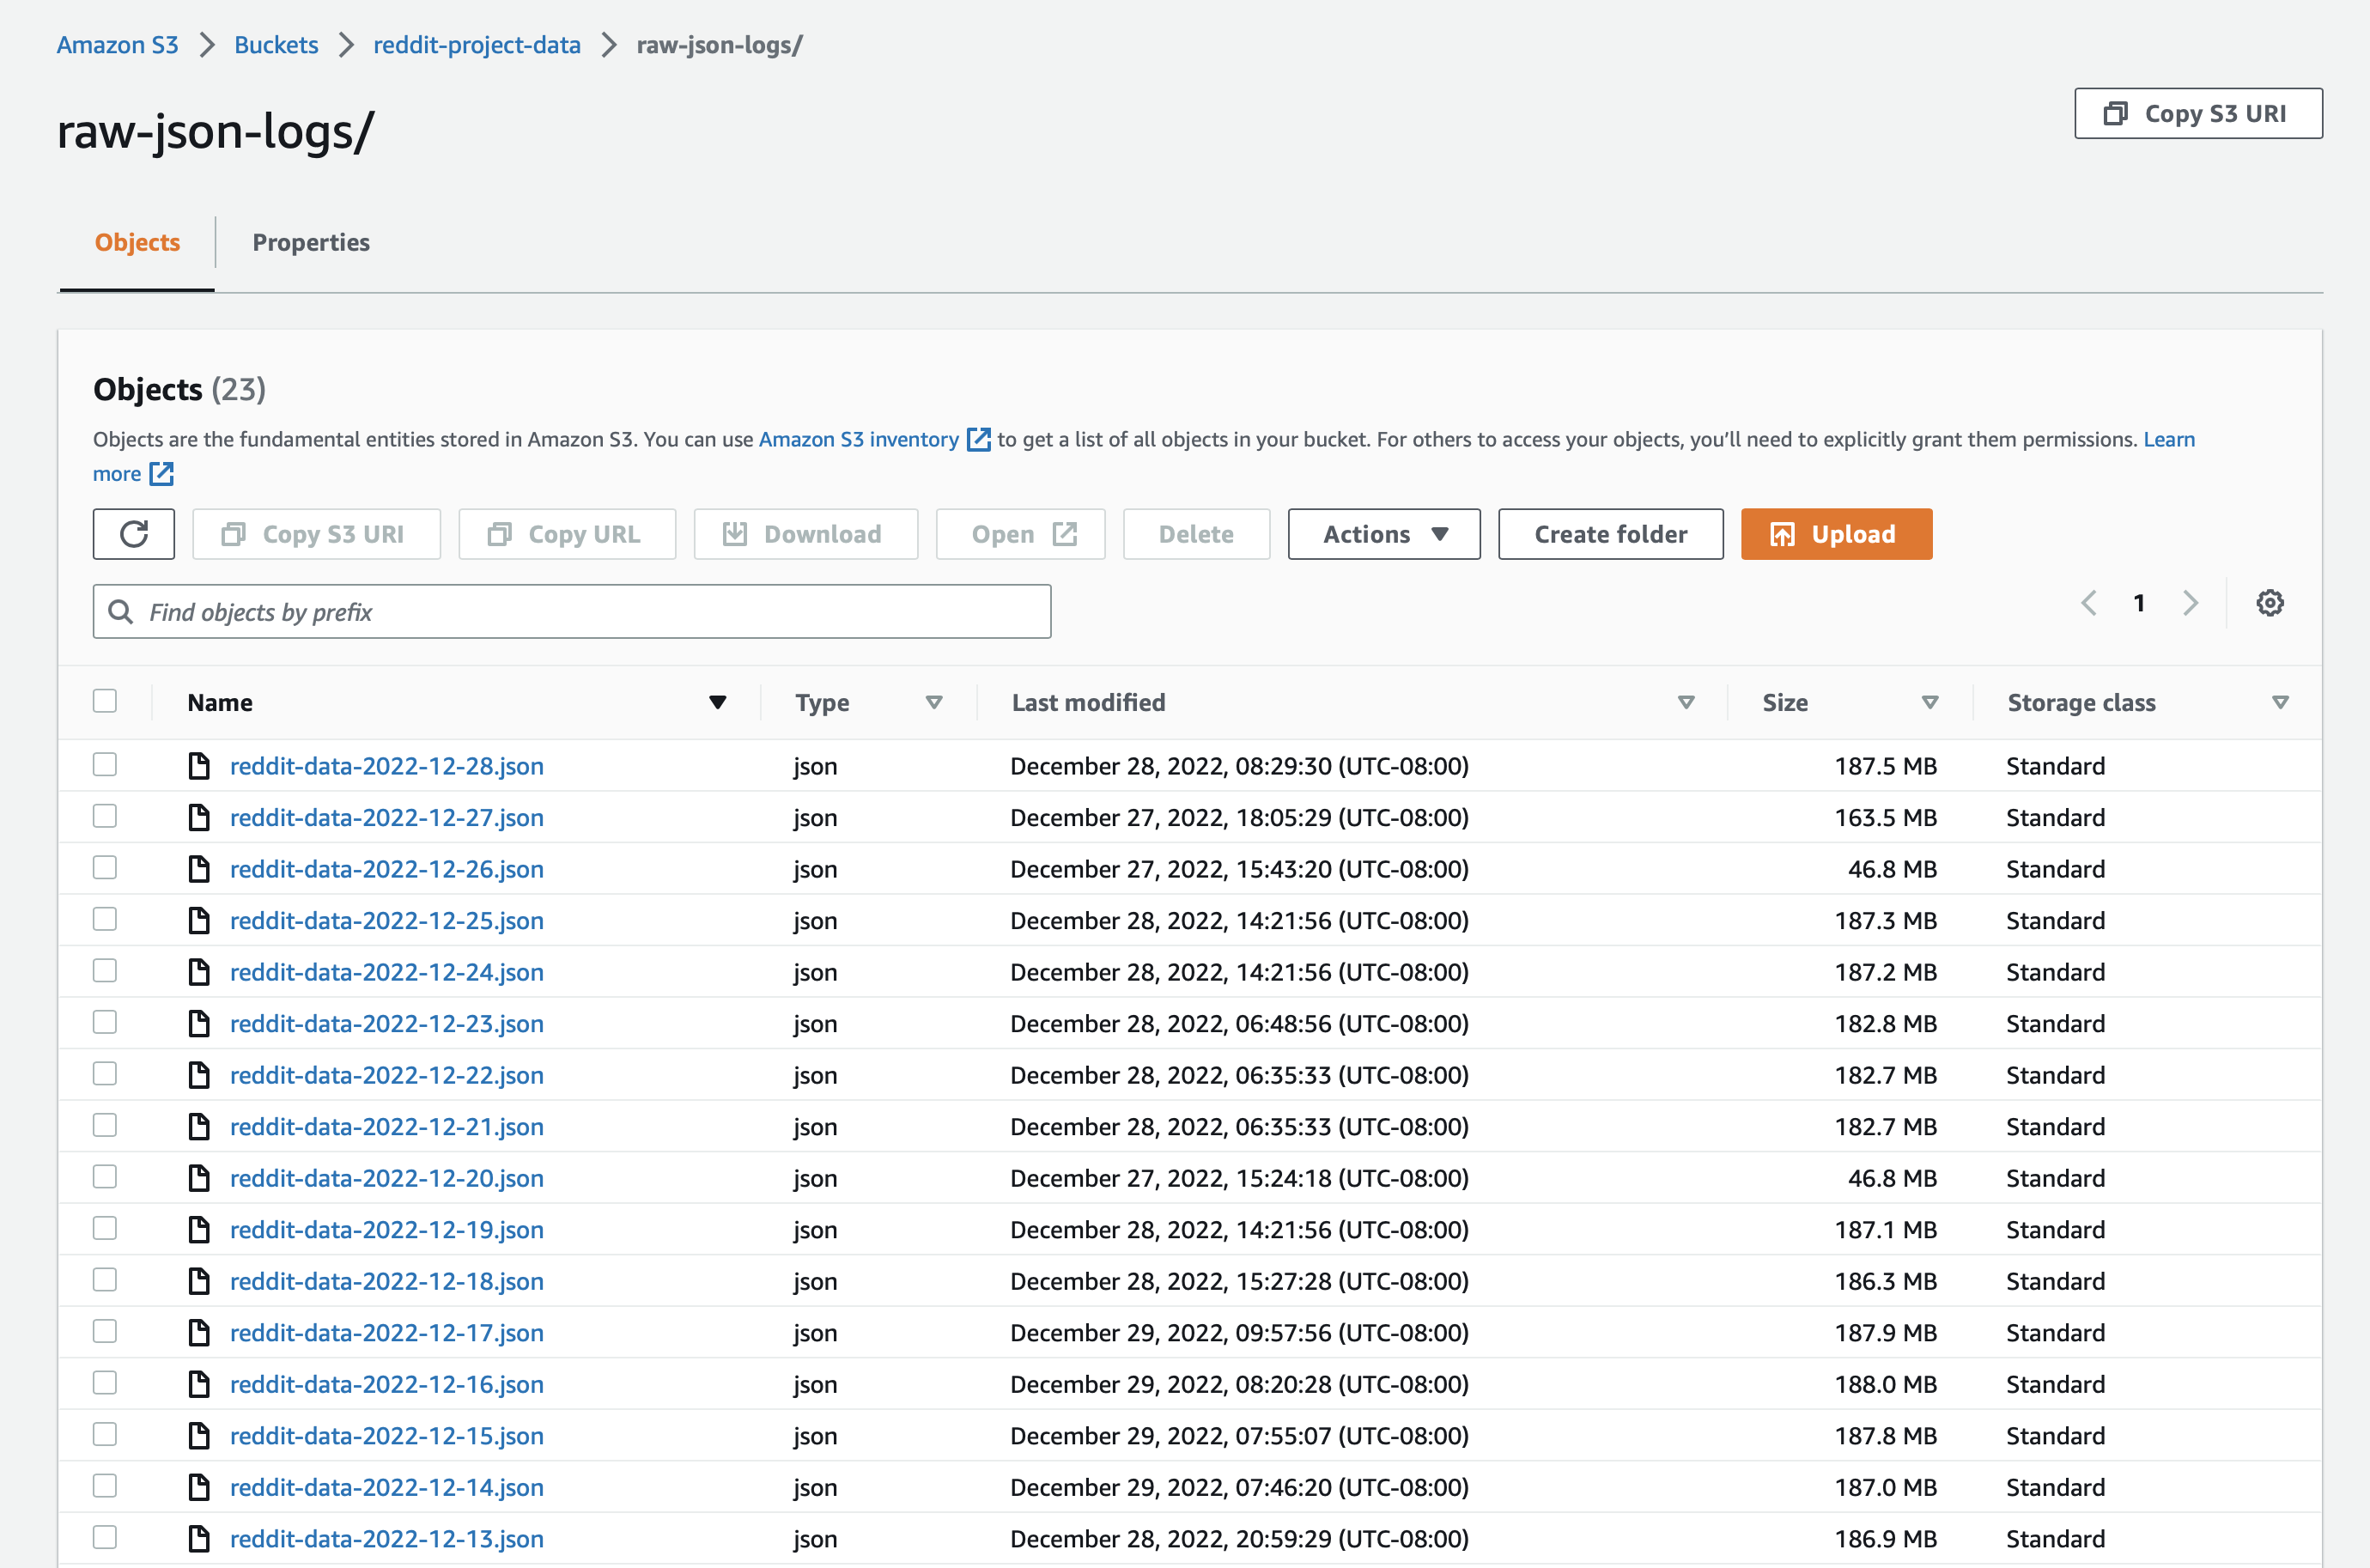 Amazon S3 > Buckets > reddit-project-data > raw-json-logs/
raw-json-logs/
Copy S3 URI
Objects Properties
Objects (23)
Objects are the fundamental entities stored in Amazon S3. You can use Amazon S3 inventory to get a list of all objects in your bucket. For others to access your objects, you’ll need to explicitly grant them permissions. Learn
more
Copy S3 URI Copy URL Download Open Delete Actions Create folder Upload
Find objects by prefix 1
Name Type Last modified Size Storage class
reddit-data-2022-12-28.json json December 28, 2022, 08:29:30 (UTC-08:00) 187.5 MB Standard
reddit-data-2022-12-27.json json December 27, 2022, 18:05:29 (UTC-08:00) 163.5 MB Standard
reddit-data-2022-12-26.json json December 27, 2022, 15:43:20 (UTC-08:00) 46.8 MB Standard
reddit-data-2022-12-25.json json December 28, 2022, 14:21:56 (UTC-08:00) 187.3 MB Standard
reddit-data-2022-12-24.json json December 28, 2022, 14:21:56 (UTC-08:00) 187.2 MB Standard
reddit-data-2022-12-23.json json December 28, 2022, 06:48:56 (UTC-08:00) 182.8 MB Standard
reddit-data-2022-12-22.json json December 28, 2022, 06:35:33 (UTC-08:00) 182.7 MB Standard
reddit-data-2022-12-21.json json December 28, 2022, 06:35:33 (UTC-08:00) 182.7 MB Standard
reddit-data-2022-12-20.json json December 27, 2022, 15:24:18 (UTC-08:00) 46.8 MB Standard
reddit-data-2022-12-19.json json December 28, 2022, 14:21:56 (UTC-08:00) 187.1 MB Standard
reddit-data-2022-12-18.json json December 28, 2022, 15:27:28 (UTC-08:00) 186.3 MB Standard
reddit-data-2022-12-17.json json December 29, 2022, 09:57:56 (UTC-08:00) 187.9 MB Standard
reddit-data-2022-12-16.json json December 29, 2022, 08:20:28 (UTC-08:00) 188.0 MB Standard
reddit-data-2022-12-15.json json December 29, 2022, 07:55:07 (UTC-08:00) 187.8 MB Standard
reddit-data-2022-12-14.json json December 29, 2022, 07:46:20 (UTC-08:00) 187.0 MB Standard
reddit-data-2022-12-13.json json December 28, 2022, 20:59:29 (UTC-08:00) 186.9 MB Standard